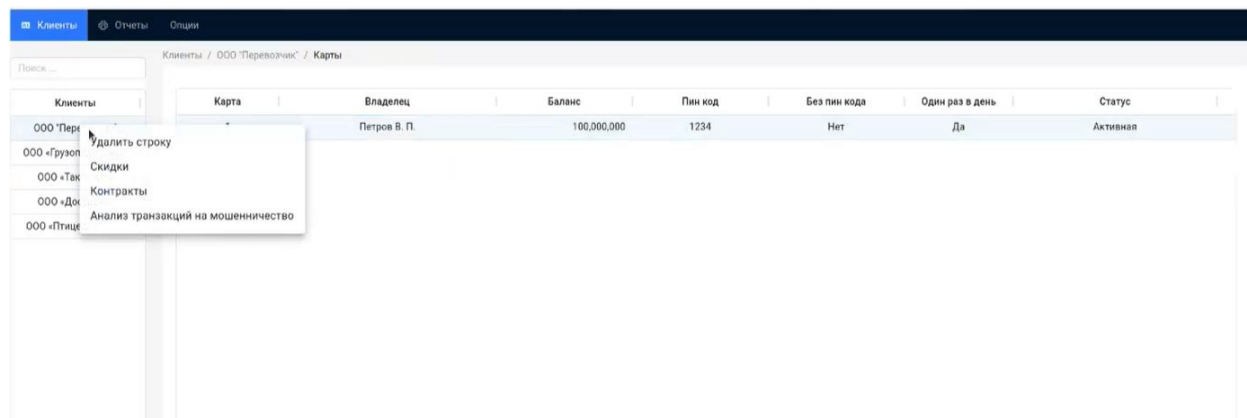 Клиенты Отчеты Опции
Клиенты / ООО "Перевозчик" / Карты
Поиск ...
Клиенты Карта Владелец Баланс Пин код Без пин кода Один раз в день Статус
ООО "Пере Петров В. П. 100,000,000 1234 Нет Да Активная
Удалить строку
ООО «Грузоп
Скидки
ООО «Так
Контракты
ООО «Дос
Анализ транзакций на мошенничество
ООО «Птице